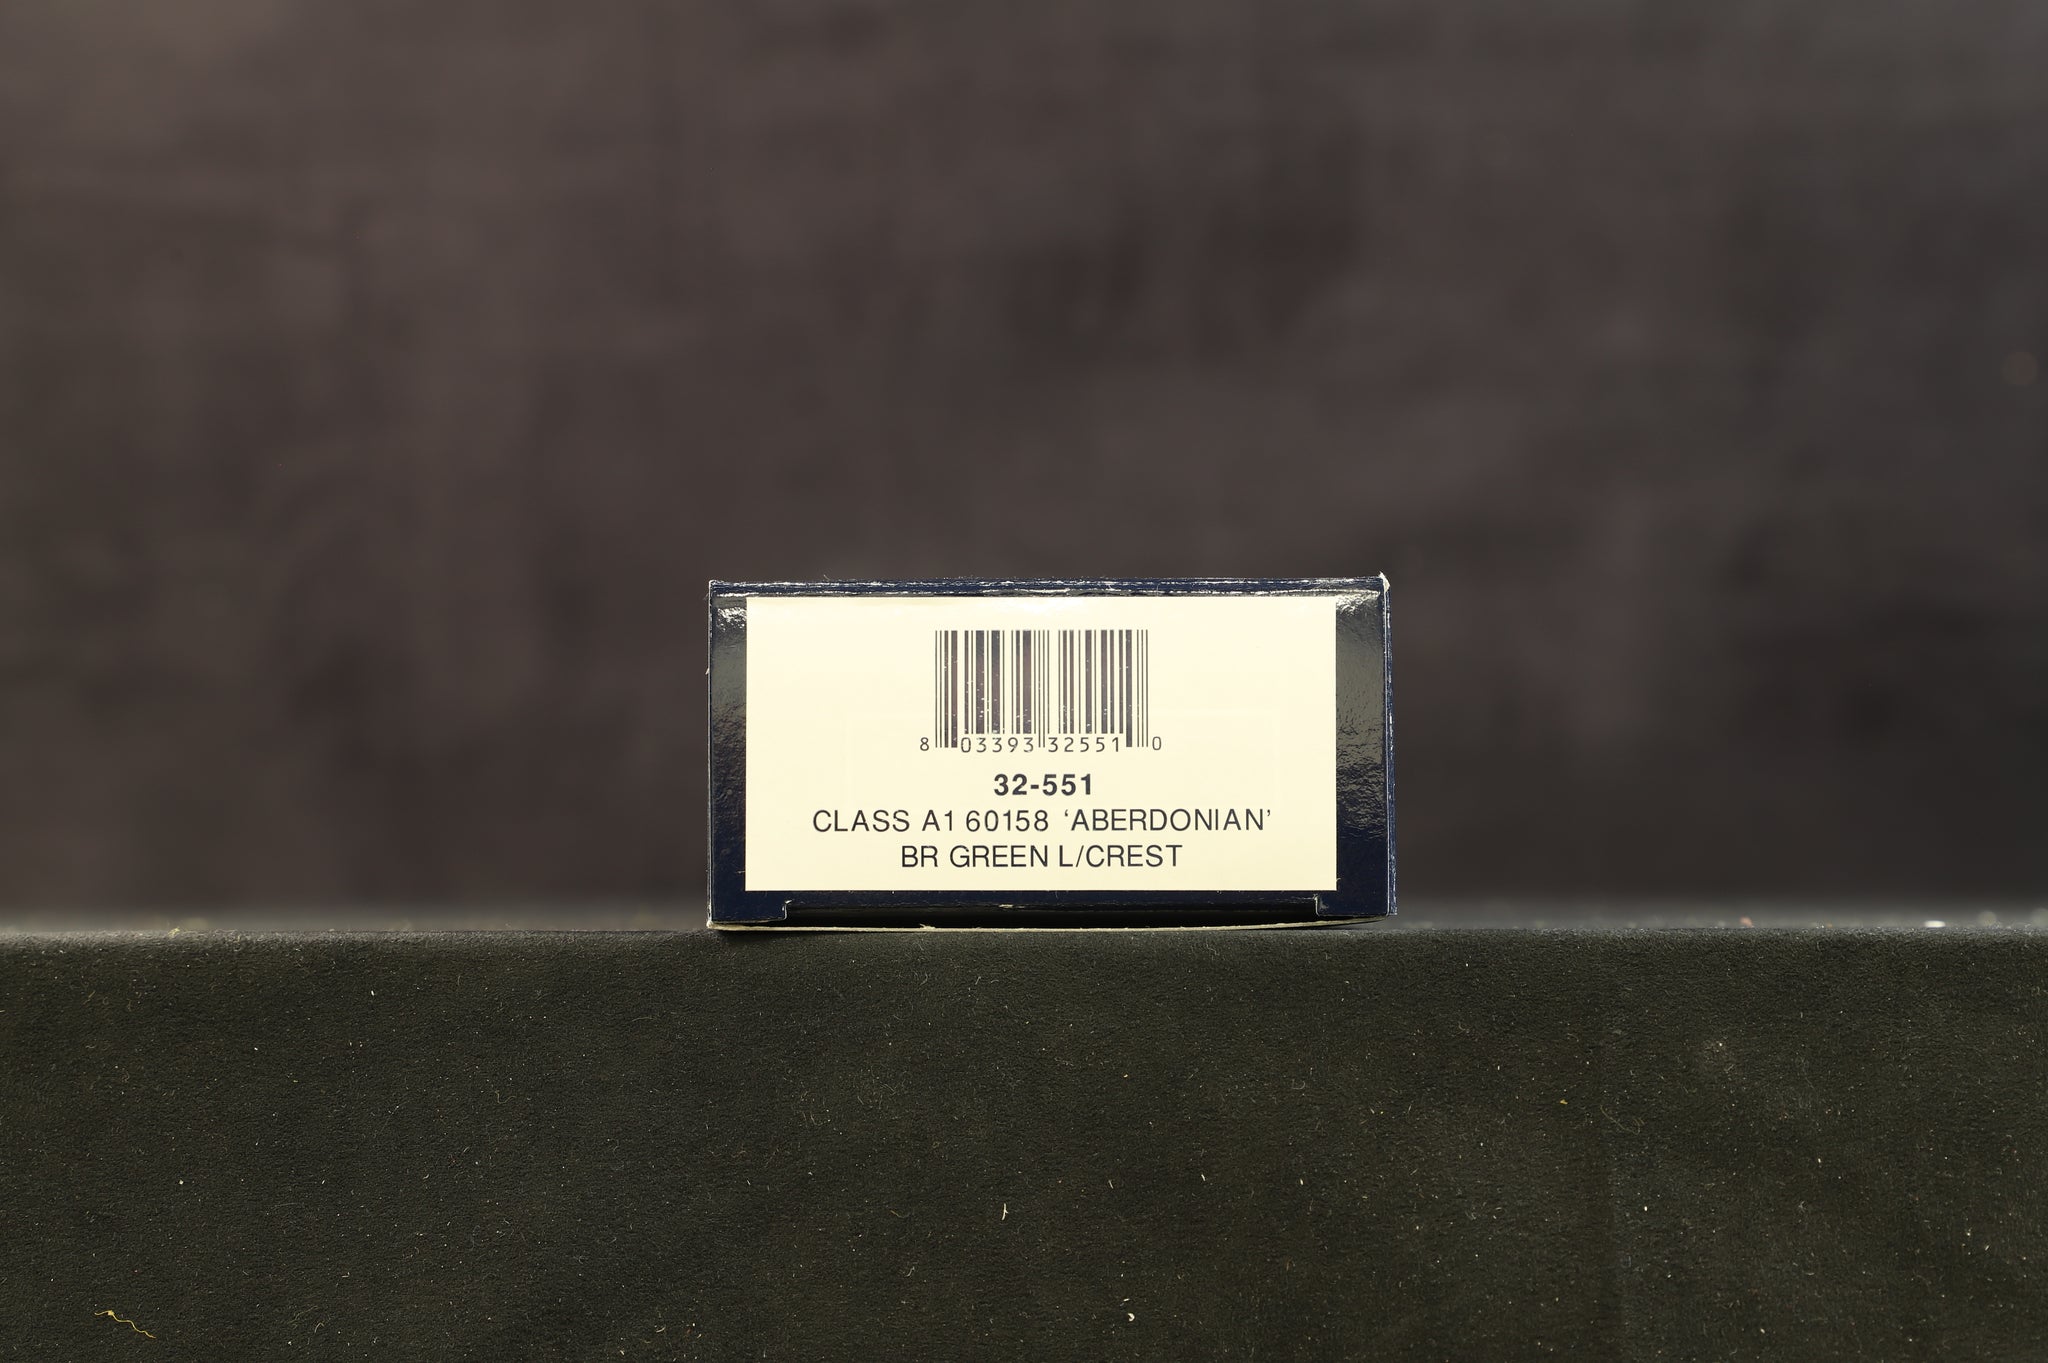 8 03393 32551 0
32-551
CLASS A1 60158 ‘ABERDONIAN’
BR GREEN L/CREST